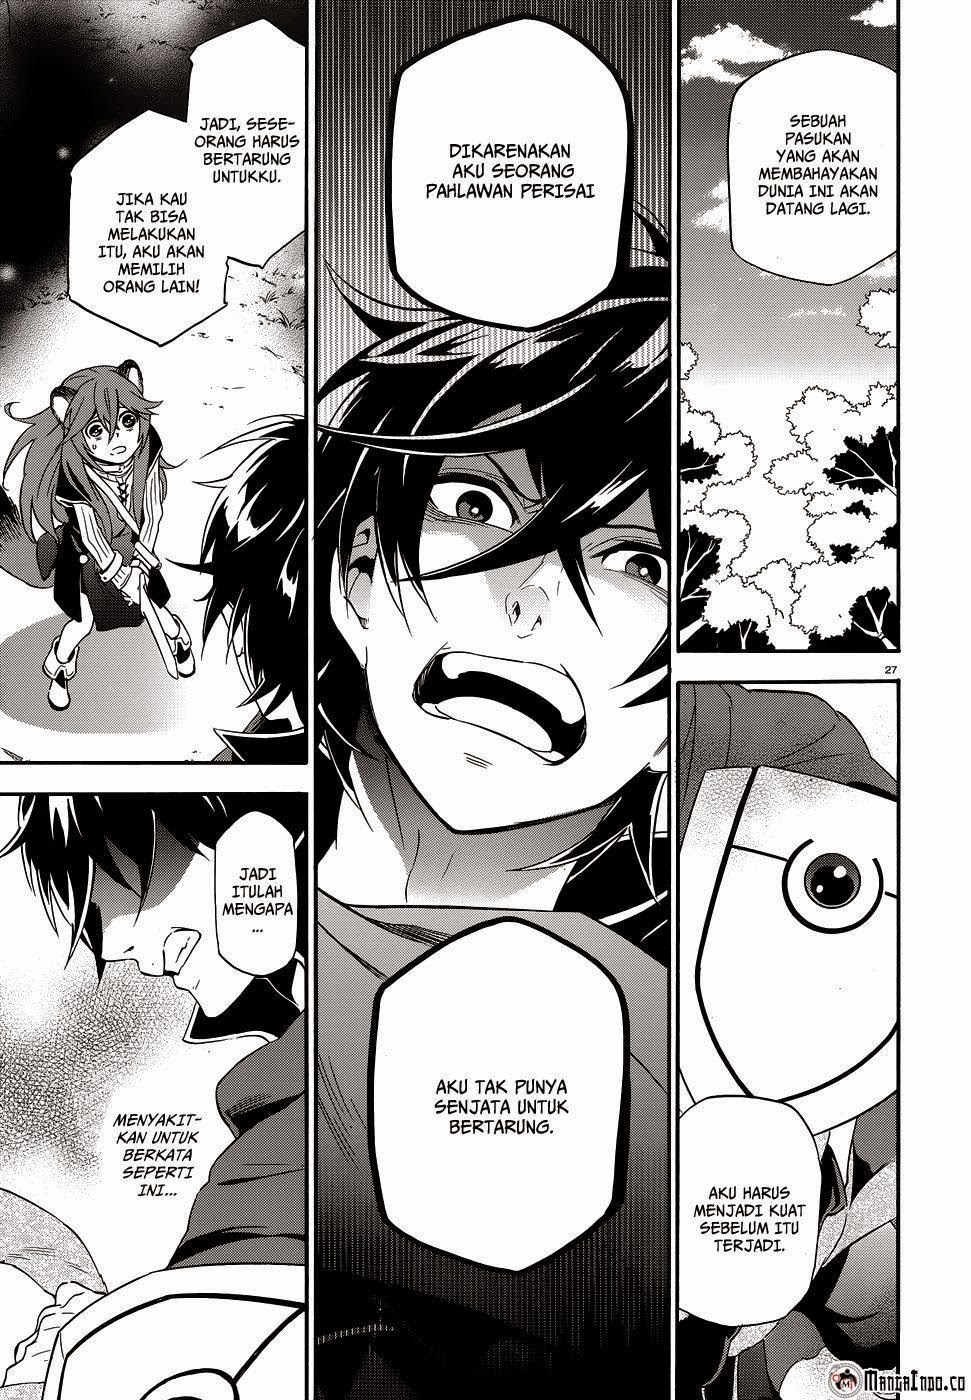 SEBUAH
PASUKAN
YANG AKAN
MEMBAHAYAKAN
DUNIA INI AKAN
DATANG LAGI.
27
AKU HARUS
MENJADI KUAT
SEBELUM ITU
TERJADI.
DIKARENAKAN
AKU SEORANG
PAHLAWAN PERISAI
AKU TAK PUNYA
SENJATA UNTUK
BERTARUNG.
JADI, SESE-
ORANG HARUS
BERTARUNG
UNTUKKU.
JIKA KAU
TAK BISA
MELAKUKAN
ITU, AKU AKAN
MEMILIH
ORANG LAIN!
JADI
ITULAH
MENGAPA
...
MENYAKIT-
KAN UNTUK
BERKATA
SEPERTI
INI...
MangaIndo.co